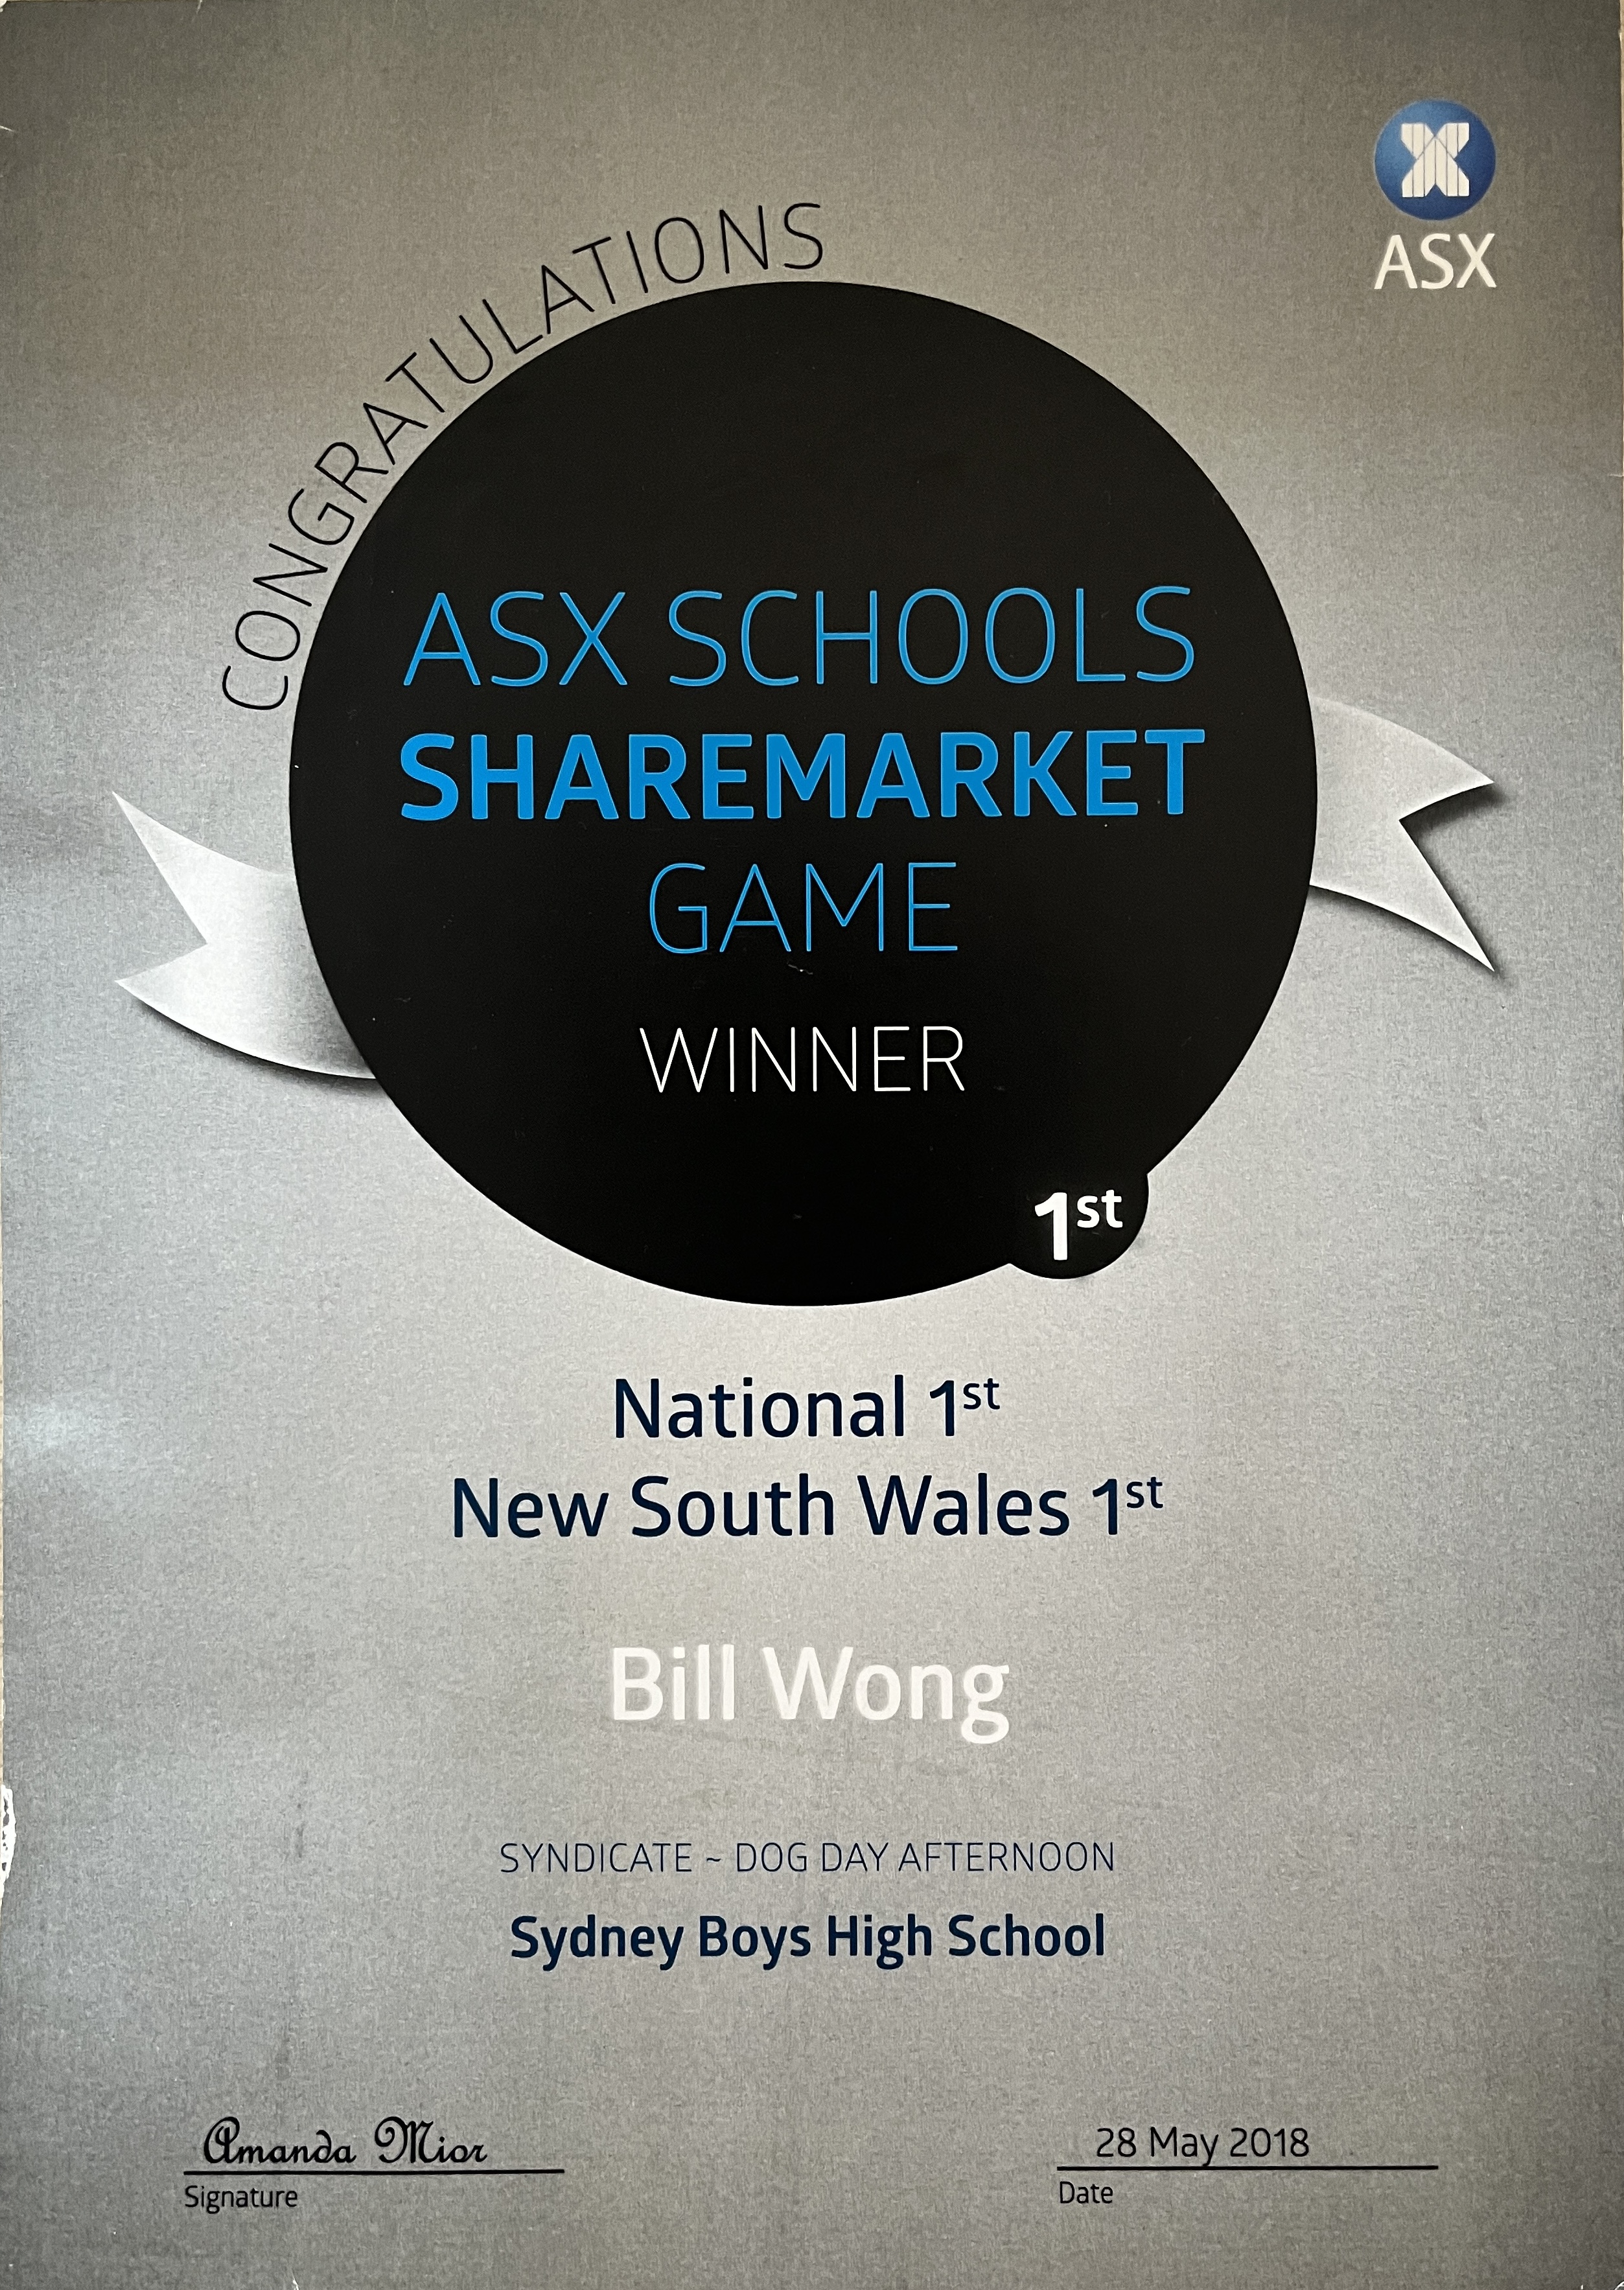 ASX
CONGRATULATIONS
ASX SCHOOLS
SHAREMARKET
GAME
WINNER
1st
National 1st
New South Wales 1st
Bill Wong
SYNDICATE ~ DOG DAY AFTERNOON
Sydney Boys High School
Amanda Mior
Signature
28 May 2018
Date